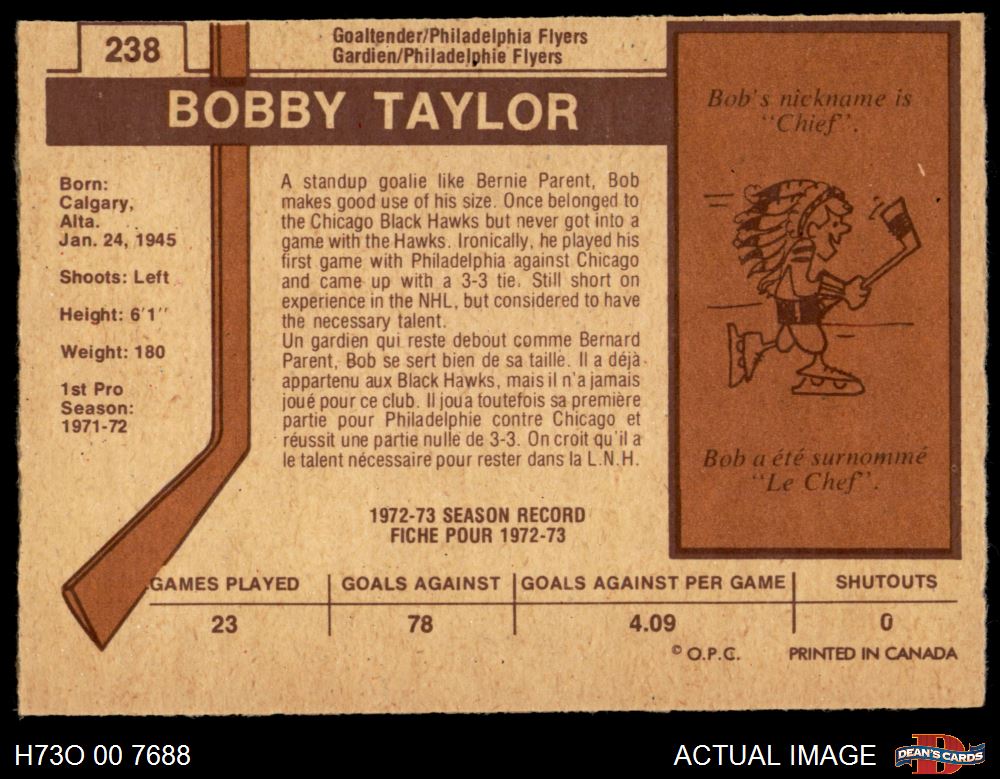 238
Goaltender/Philadelphia Flyers
Gardien/Philadelphie Flyers
BOBBY TAYLOR
Born:
Calgary,
Alta.
Jan. 24, 1945
Shoots: Left
Height: 6'1''
Weight: 180
1st Pro
Season:
1971-72
A standup goalie like Bernie Parent, Bob
makes good use of his size. Once belonged to
the Chicago Black Hawks but never got into a
game with the Hawks. Ironically, he played his
first game with Philadelphia against Chicago
and came up with a 3-3 tie. Still short on
experience in the NHL, but considered to have
the necessary talent.
Un gardien qui reste debout comme Bernard
Parent, Bob se sert bien de sa taille. Il a déjà
appartenu aux Black Hawks, mais il n'a jamais
joué pour ce club. Il joua toutefois sa première
partie pour Philadelphie contre Chicago et
réussit une partie nulle de 3-3. On croit qu'il a
le talent nécessaire pour rester dans la L.N.H.
Bob's nickname is
"Chief".
Bob a été surnommé
"Le Chef".
1972-73 SEASON RECORD
FICHE POUR 1972-73
GAMES PLAYED GOALS AGAINST GOALS AGAINST PER GAME SHUTOUTS
23 78 4.09 0
© O.P.C. PRINTED IN CANADA
H73O 00 7688 ACTUAL IMAGE DEAN'S CARDS